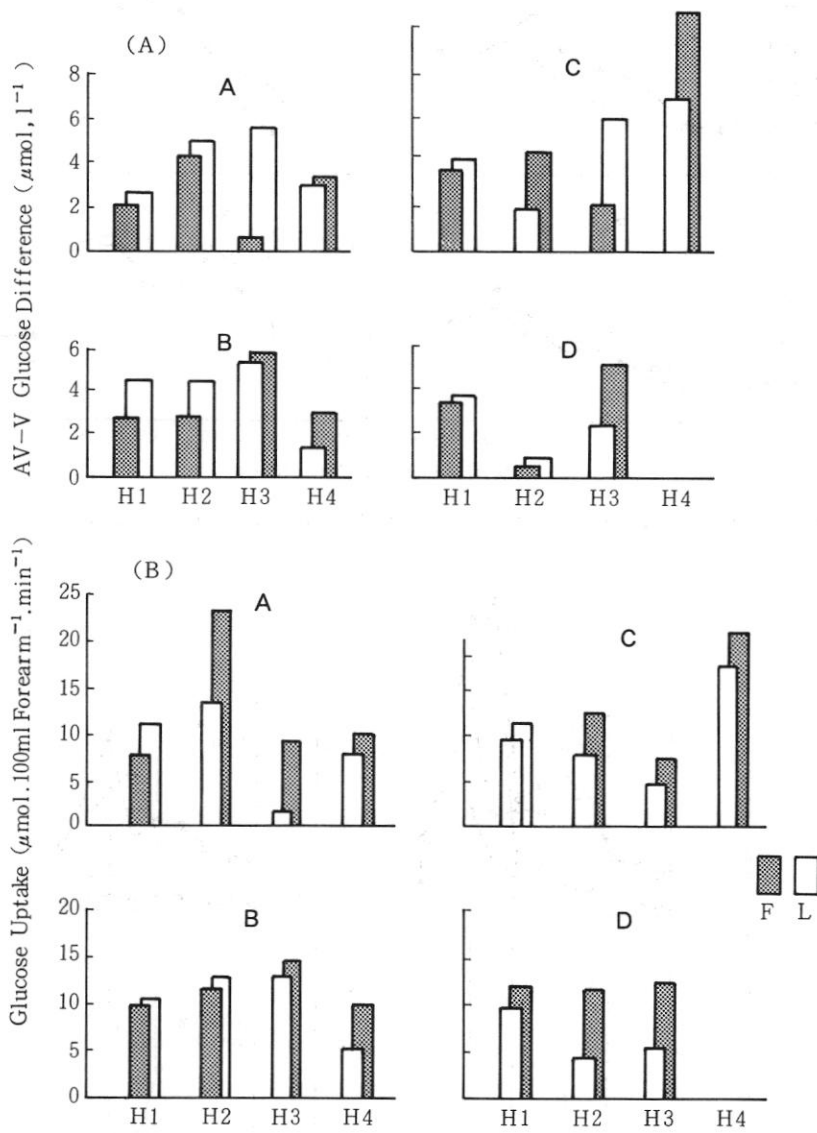 (A)
AV-V Glucose Difference (μmol, l⁻¹)
A
8
6
4
2
0
C
B
6
4
2
0
H1 H2 H3 H4
D
H1 H2 H3 H4
(B)
Glucose Uptake (μmol.100ml Forearm⁻¹.min⁻¹)
A
25
20
15
10
5
0
C
F L
B
20
15
10
5
0
H1 H2 H3 H4
D
H1 H2 H3 H4